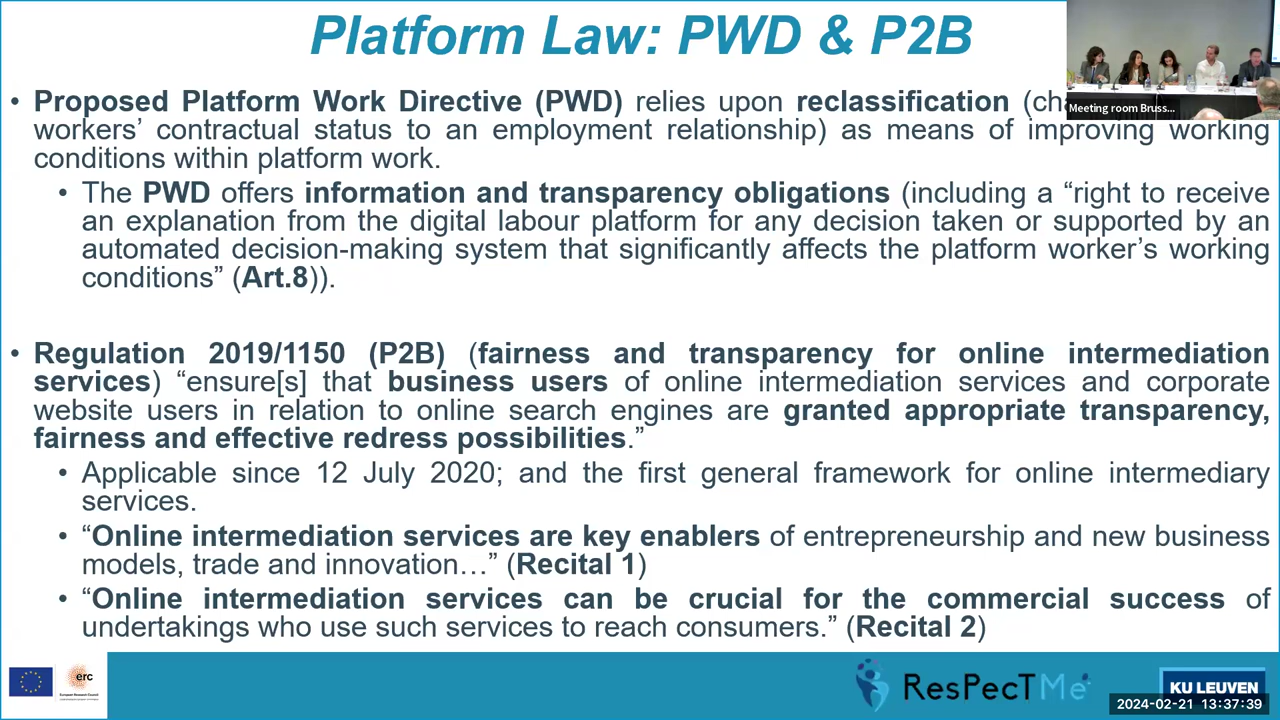 Platform Law: PWD & P2B
Meeting room Bruss...
• Proposed Platform Work Directive (PWD) relies upon reclassification
workers’ contractual status to an employment relationship) as means of improving working
conditions within platform work.
• The PWD offers information and transparency obligations (including a “right to receive
an explanation from the digital labour platform for any decision taken or supported by an
automated decision-making system that significantly affects the platform worker’s working
conditions” (Art.8)).
• Regulation 2019/1150 (P2B) (fairness and transparency for online intermediation
services) “ensure[s] that business users of online intermediation services and corporate
website users in relation to online search engines are granted appropriate transparency,
fairness and effective redress possibilities.”
• Applicable since 12 July 2020; and the first general framework for online intermediary
services.
• “Online intermediation services are key enablers of entrepreneurship and new business
models, trade and innovation…” (Recital 1)
• “Online intermediation services can be crucial for the commercial success of
undertakings who use such services to reach consumers.” (Recital 2)
erc
European Research Council
ResPecTMe
KU LEUVEN
2024-02-21 13:37:39